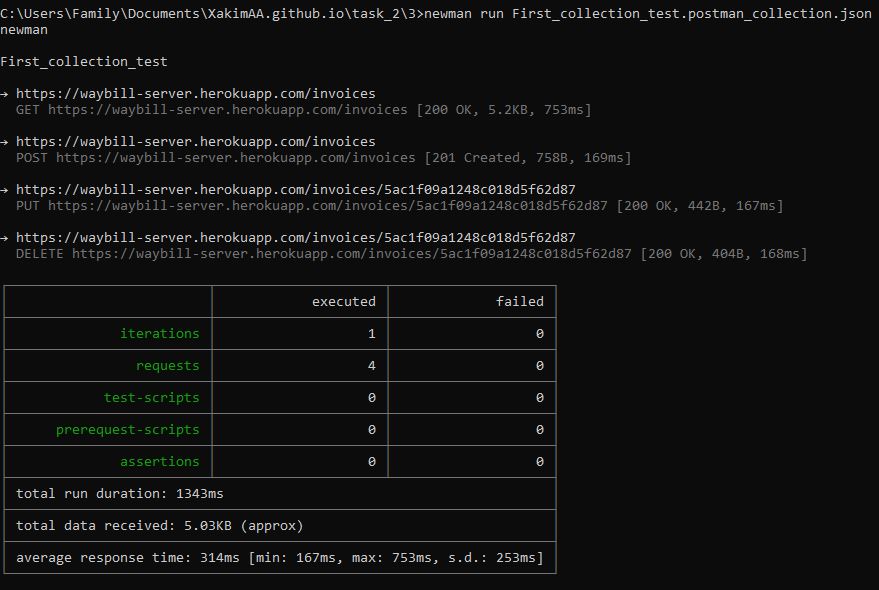 C:\Users\Family\Documents\XakimAA.github.io\task_2\3>newman run First_collection_test.postman_collection.json
newman
First_collection_test
→ https://waybill-server.herokuapp.com/invoices
GET https://waybill-server.herokuapp.com/invoices [200 OK, 5.2KB, 753ms]
→ https://waybill-server.herokuapp.com/invoices
POST https://waybill-server.herokuapp.com/invoices [201 Created, 758B, 169ms]
→ https://waybill-server.herokuapp.com/invoices/5ac1f09a1248c018d5f62d87
PUT https://waybill-server.herokuapp.com/invoices/5ac1f09a1248c018d5f62d87 [200 OK, 442B, 167ms]
→ https://waybill-server.herokuapp.com/invoices/5ac1f09a1248c018d5f62d87
DELETE https://waybill-server.herokuapp.com/invoices/5ac1f09a1248c018d5f62d87 [200 OK, 404B, 168ms]
executed failed
iterations 1 0
requests 4 0
test-scripts 0 0
prerequest-scripts 0 0
assertions 0 0
total run duration: 1343ms
total data received: 5.03KB (approx)
average response time: 314ms [min: 167ms, max: 753ms, s.d.: 253ms]